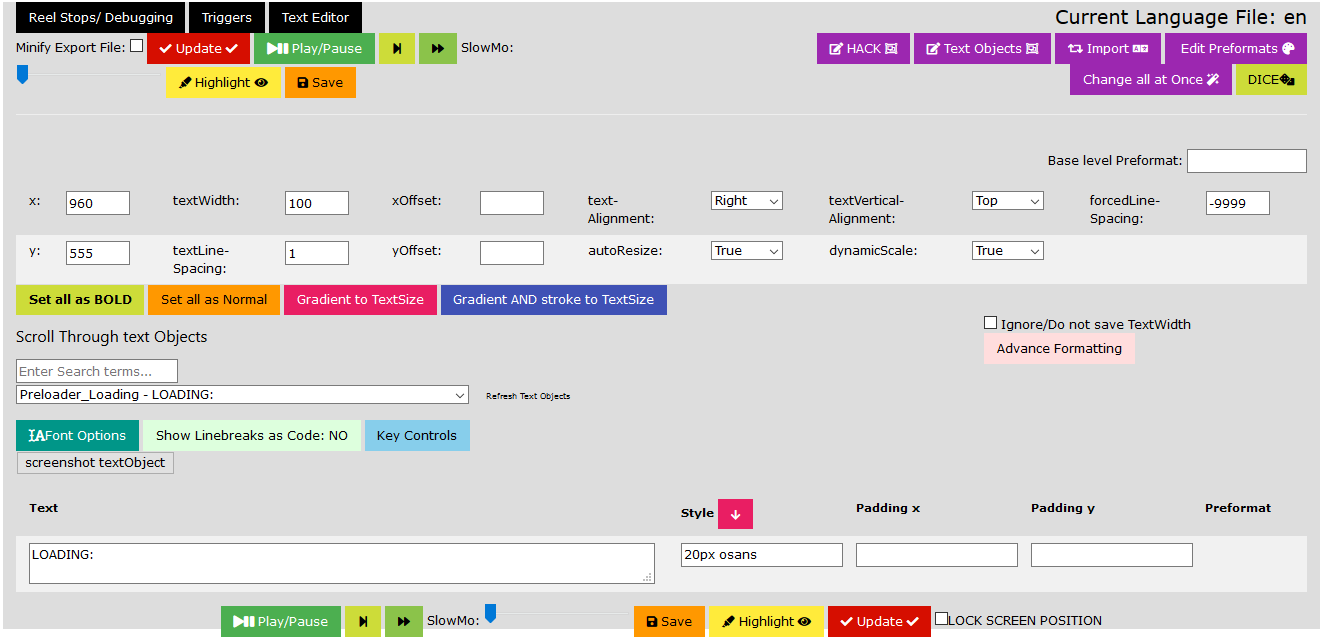 Reel Stops/ Debugging Triggers Text Editor Current Language File: en
Minify Export File: Update Play/Pause SlowMo: HACK Text Objects Import Edit Preformats
Highlight Save Change all at Once DICE
Base level Preformat:
x: 960 textWidth: 100 xOffset: text-Alignment: Right textVertical-Alignment: Top forcedLine-Spacing: -9999
y: 555 textLine-Spacing: 1 yOffset: autoResize: True dynamicScale: True
Set all as BOLD Set all as Normal Gradient to TextSize Gradient AND stroke to TextSize
Ignore/Do not save TextWidth
Scroll Through text Objects
Advance Formatting
Enter Search terms...
Preloader_Loading - LOADING: Refresh Text Objects
Font Options Show Linebreaks as Code: NO Key Controls
screenshot textObject
Text Style Padding x Padding y Preformat
LOADING: 20px osans
Play/Pause SlowMo: Save Highlight Update LOCK SCREEN POSITION